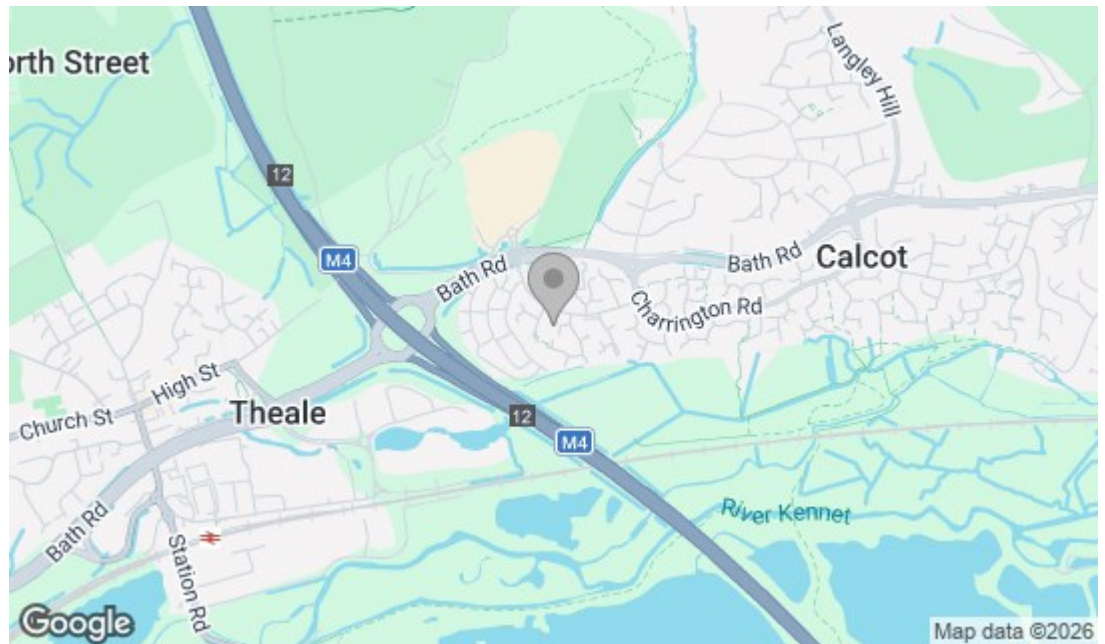 orth Street
Langley Hill
12
M4
Bath Rd
Bath Rd
Calcot
Charrington Rd
High St
Church St
Theale
12
M4
Bath Rd
Station Rd
River Kennet
Google
Map data ©2026